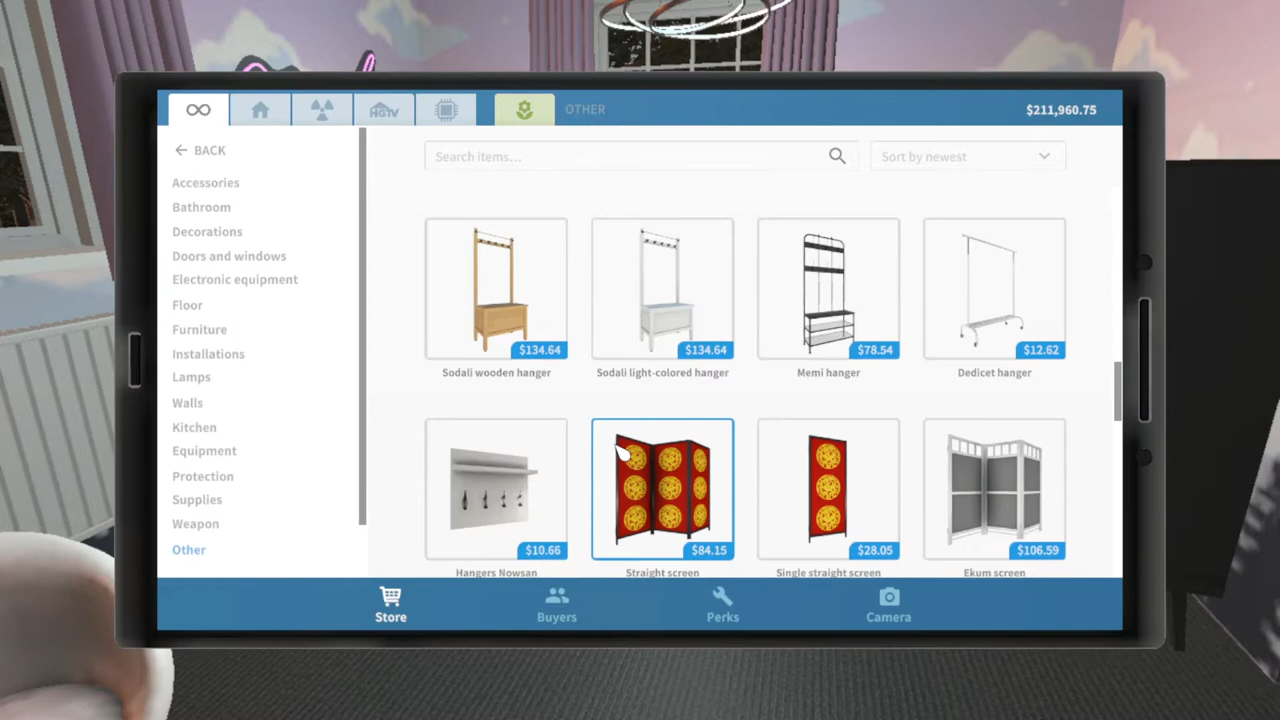 HGTV
OTHER
$211,960.75
BACK
Search items...
Sort by newest
Accessories
Bathroom
Decorations
Doors and windows
Electronic equipment
Floor
Furniture
Installations
Lamps
Walls
Kitchen
Equipment
Protection
Supplies
Weapon
Other
$134.64
$134.64
$78.54
$12.62
Sodali wooden hanger
Sodali light-colored hanger
Memi hanger
Dedicet hanger
$10.66
$84.15
$28.05
$106.59
Hangers Nowsan
Straight screen
Single straight screen
Ekum screen
Store
Buyers
Perks
Camera